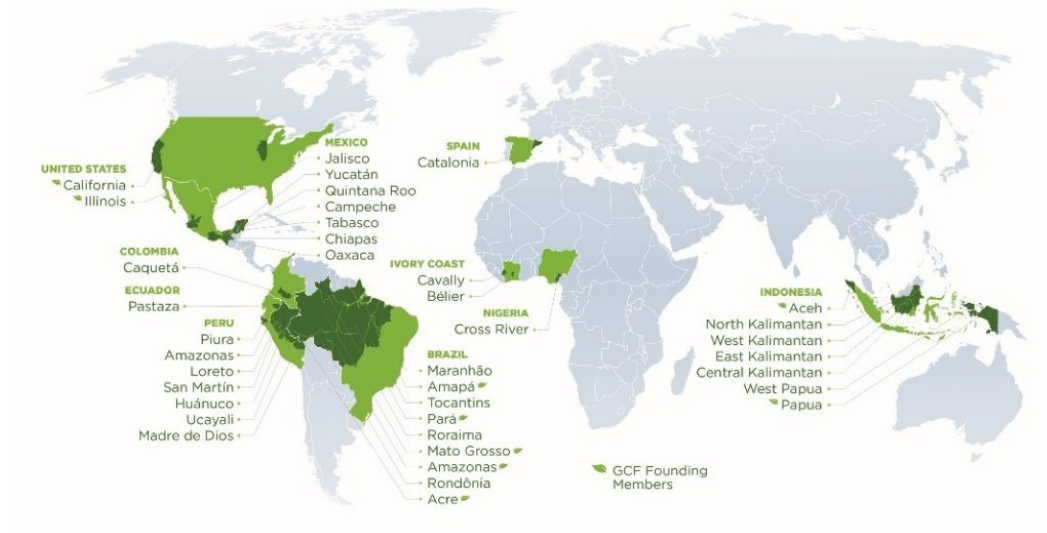 UNITED STATES
California
Illinois
MEXICO
Jalisco
Yucatán
Quintana Roo
Campeche
Tabasco
Chiapas
Oaxaca
COLOMBIA
Caquetá
ECUADOR
Pastaza
PERU
Piura
Amazonas
Loreto
San Martín
Huánuco
Ucayali
Madre de Dios
BRAZIL
Maranhão
Amapá
Tocantins
Pará
Roraima
Mato Grosso
Amazonas
Rondônia
Acre
SPAIN
Catalonia
IVORY COAST
Cavally
Bélier
NIGERIA
Cross River
INDONESIA
Aceh
North Kalimantan
West Kalimantan
East Kalimantan
Central Kalimantan
West Papua
Papua
GCF Founding
Members